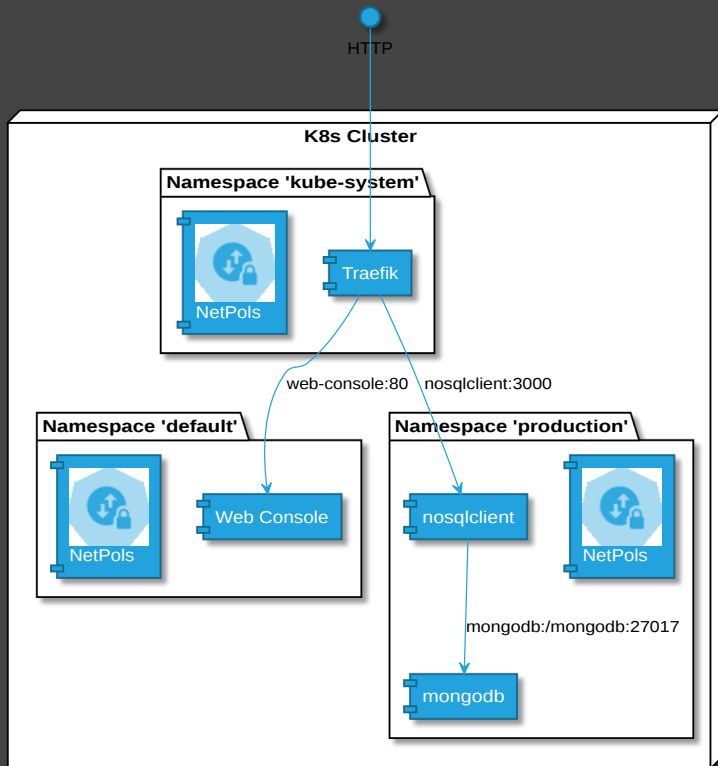 HTTP
K8s Cluster
Namespace 'kube-system'
NetPols
Traefik
web-console:80
nosqlclient:3000
Namespace 'default'
NetPols
Web Console
Namespace 'production'
nosqlclient
NetPols
mongodb:/mongodb:27017
mongodb